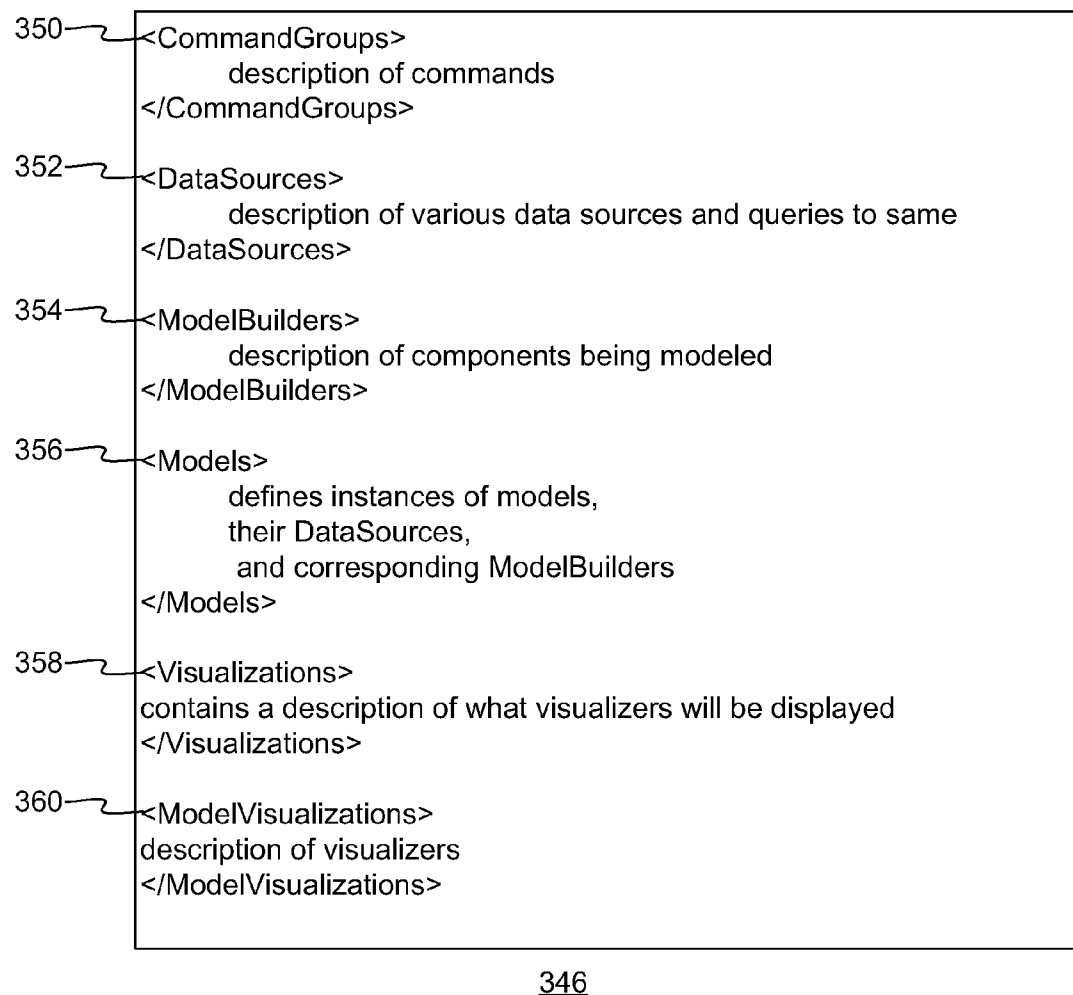 350 <CommandGroups>
description of commands
</CommandGroups>
352 <DataSources>
description of various data sources and queries to same
</DataSources>
354 <ModelBuilders>
description of components being modeled
</ModelBuilders>
356 <Models>
defines instances of models,
their DataSources,
and corresponding ModelBuilders
</Models>
358 <Visualizations>
contains a description of what visualizers will be displayed
</Visualizations>
360 <ModelVisualizations>
description of visualizers
</ModelVisualizations>
346